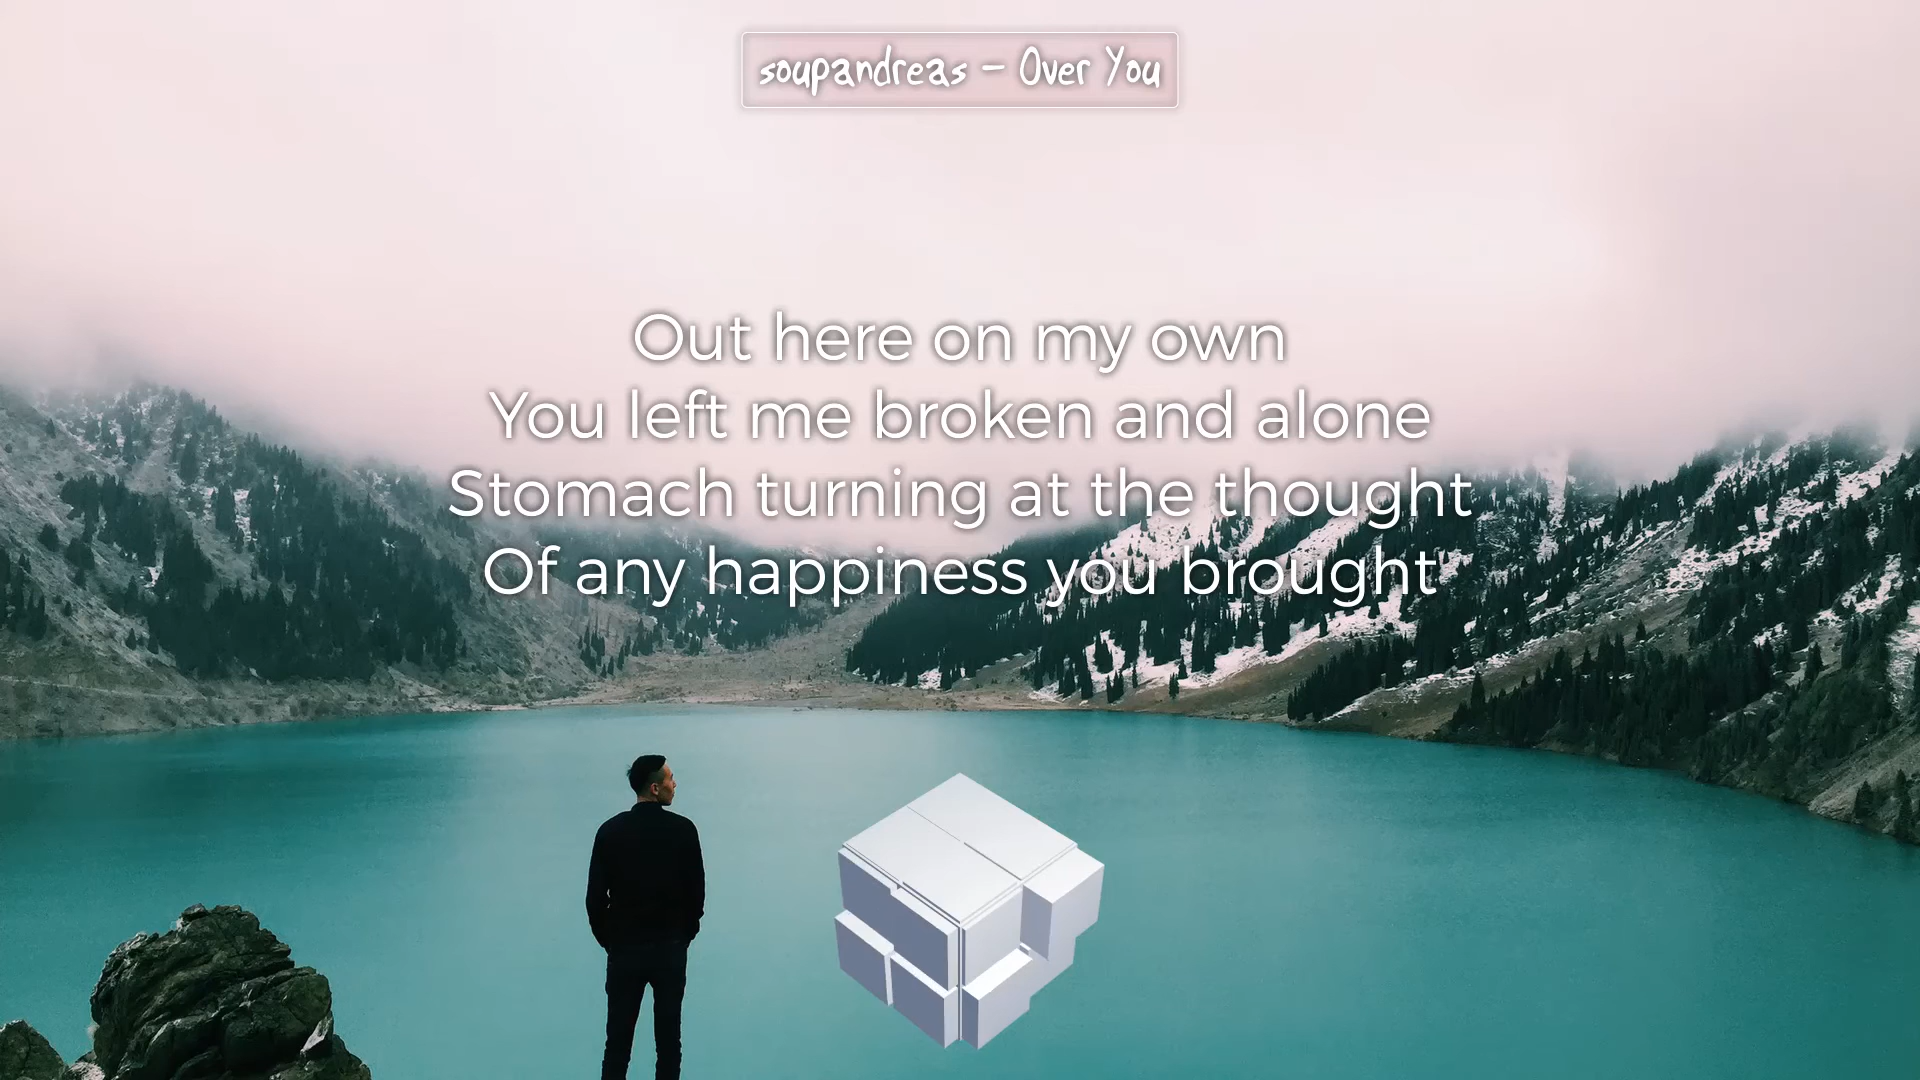 soupandreas - Over You
Out here on my own
You left me broken and alone
Stomach turning at the thought
Of any happiness you brought